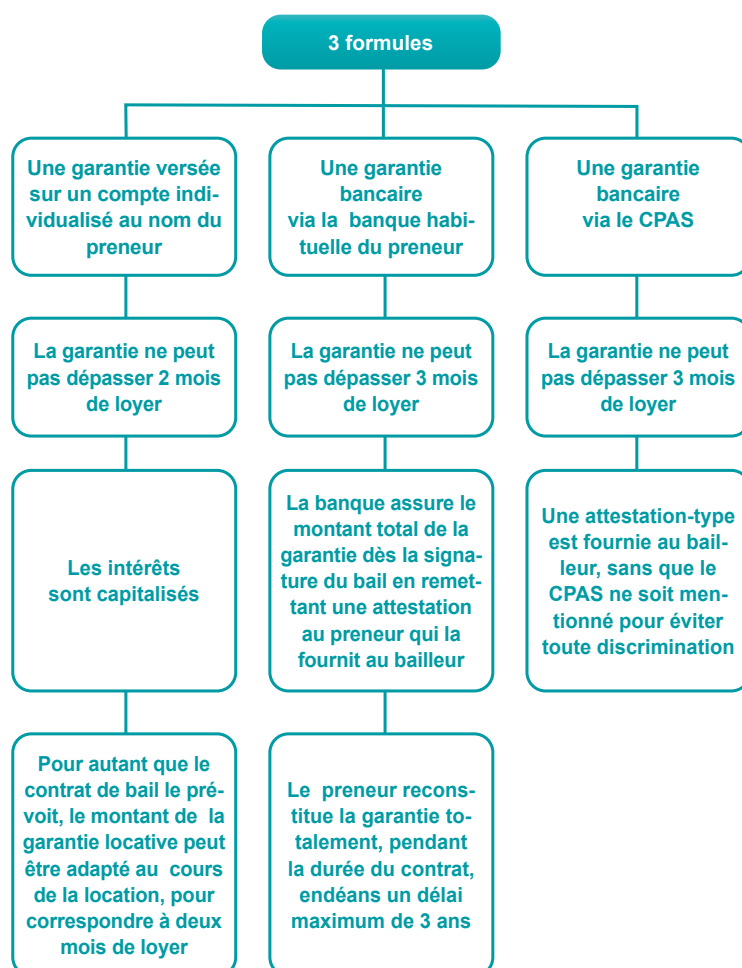 3 formules
Une garantie versée
sur un compte indi-
vidualisé au nom du
preneur
Une garantie
bancaire
via la banque habi-
tuelle du preneur
Une garantie
bancaire
via le CPAS
La garantie ne peut
pas dépasser 2 mois
de loyer
La garantie ne peut
pas dépasser 3 mois
de loyer
La garantie ne peut
pas dépasser 3 mois
de loyer
Les intérêts
sont capitalisés
La banque assure le
montant total de la
garantie dès la signa-
ture du bail en remet-
tant une attestation
au preneur qui la
fournit au bailleur
Une attestation-type
est fournie au bail-
leur, sans que le
CPAS ne soit men-
tionné pour éviter
toute discrimination
Pour autant que le
contrat de bail le pré-
voit, le montant de la
garantie locative peut
être adapté au cours
de la location, pour
correspondre à deux
mois de loyer
Le preneur recons-
titue la garantie to-
talement, pendant
la durée du contrat,
endéans un délai
maximum de 3 ans